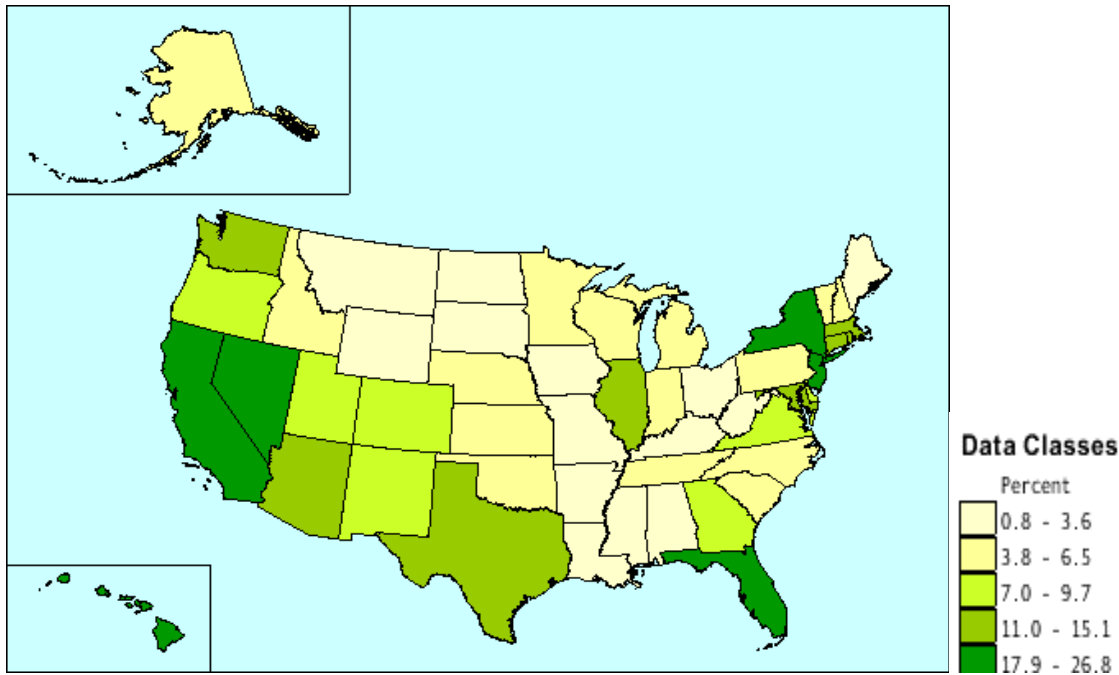 Data Classes
Percent
0.8 - 3.6
3.8 - 6.5
7.0 - 9.7
11.0 - 15.1
17.9 - 26.8